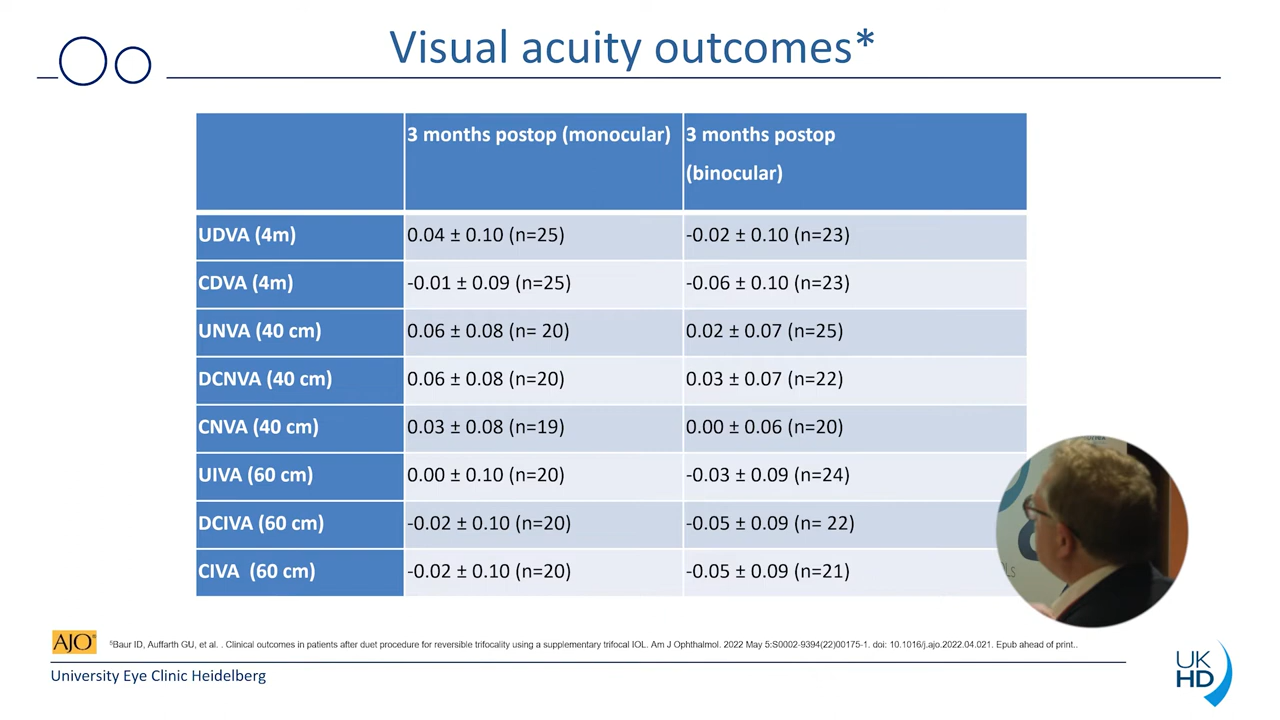 Visual acuity outcomes*
3 months postop (monocular)
3 months postop
(binocular)
UDVA (4m) 0.04 ± 0.10 (n=25) -0.02 ± 0.10 (n=23)
CDVA (4m) -0.01 ± 0.09 (n=25) -0.06 ± 0.10 (n=23)
UNVA (40 cm) 0.06 ± 0.08 (n= 20) 0.02 ± 0.07 (n=25)
DCNVA (40 cm) 0.06 ± 0.08 (n=20) 0.03 ± 0.07 (n=22)
CNVA (40 cm) 0.03 ± 0.08 (n=19) 0.00 ± 0.06 (n=20)
UIVA (60 cm) 0.00 ± 0.10 (n=20) -0.03 ± 0.09 (n=24)
DCIVA (60 cm) -0.02 ± 0.10 (n=20) -0.05 ± 0.09 (n= 22)
CIVA (60 cm) -0.02 ± 0.10 (n=20) -0.05 ± 0.09 (n=21)
AJO
Baur ID, Auffarth GU, et al. . Clinical outcomes in patients after duet procedure for reversible trifocality using a supplementary trifocal IOL. Am J Ophthalmol. 2022 May 5:S0002-9394(22)00175-1. doi: 10.1016/j.ajo.2022.04.021. Epub ahead of print..
University Eye Clinic Heidelberg
UK
HD